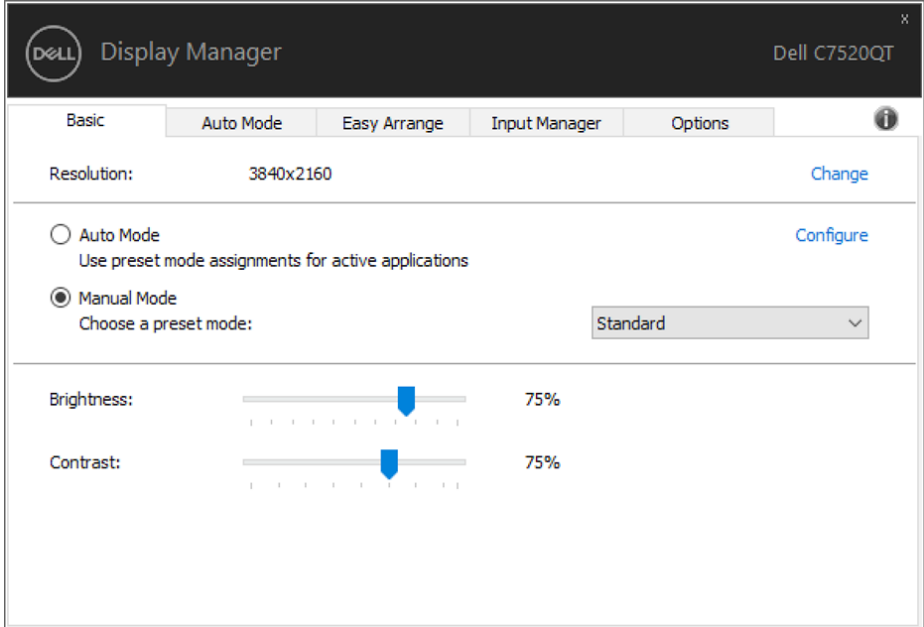 x
DELL Display Manager Dell C7520QT
Basic Auto Mode Easy Arrange Input Manager Options
Resolution: 3840x2160 Change
Auto Mode Configure
Use preset mode assignments for active applications
Manual Mode
Choose a preset mode: Standard
Brightness: 75%
Contrast: 75%